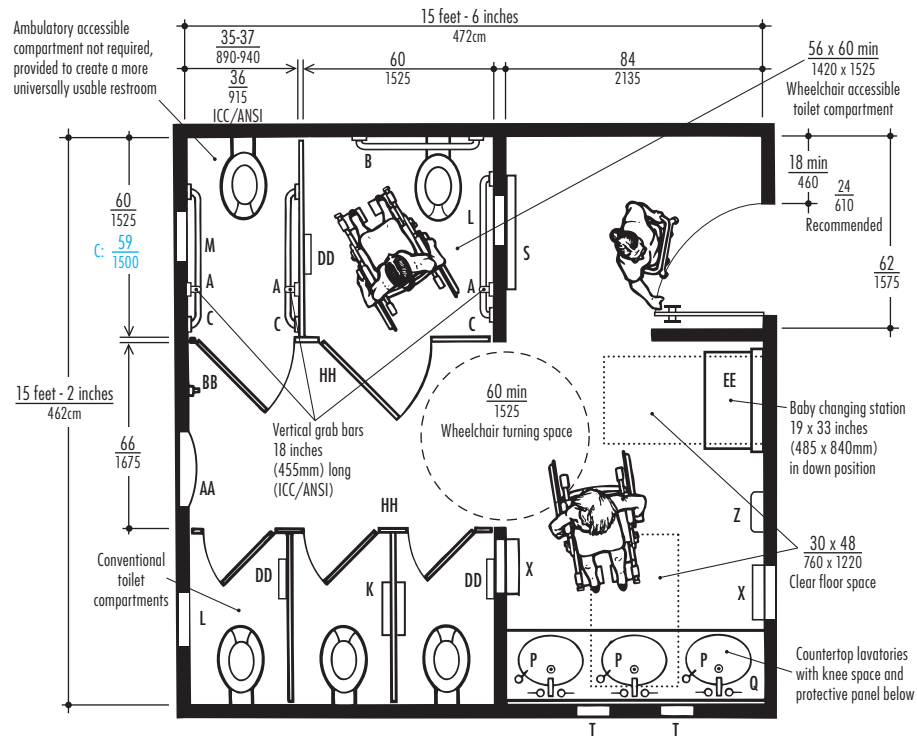 Ambulatory accessible
compartment not required,
provided to create a more
universally usable restroom
15 feet - 6 inches
472cm
35-37
890-940
36
915
ICC/ANSI
60
1525
84
2135
56 x 60 min
1420 x 1525
Wheelchair accessible
toilet compartment
18 min
460
24
610
Recommended
62
1575
60
1525
C: 59
1500
15 feet - 2 inches
462cm
66
1675
B
M
A
C
DD
A
C
L
A
C
S
BB
HH
Vertical grab bars
18 inches
(455mm) long
(ICC/ANSI)
60 min
1525
Wheelchair turning space
EE
Baby changing station
19 x 33 inches
(485 x 840mm)
in down position
AA
HH
Z
30 x 48
760 x 1220
Clear floor space
Conventional
toilet
compartments
L
DD
K
DD
X
X
P
P
P
Q
Countertop lavatories
with knee space and
protective panel below
T
T